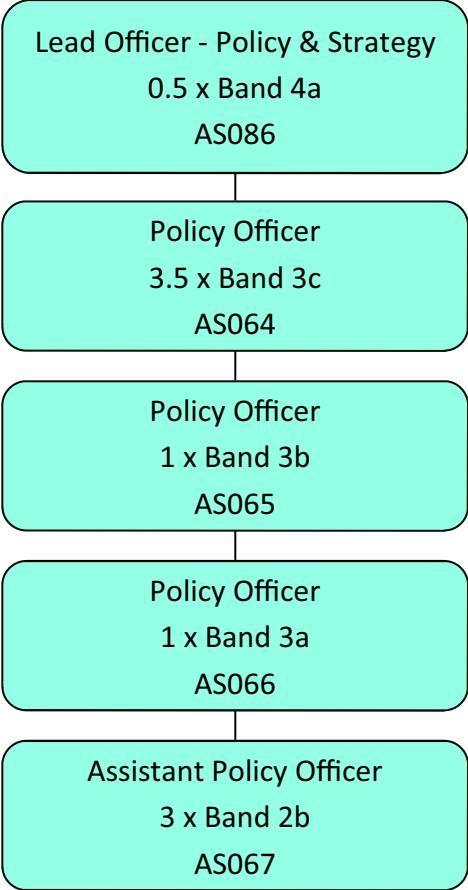 Lead Officer - Policy & Strategy
0.5 x Band 4a
AS086
Policy Officer
3.5 x Band 3c
AS064
Policy Officer
1 x Band 3b
AS065
Policy Officer
1 x Band 3a
AS066
Assistant Policy Officer
3 x Band 2b
AS067